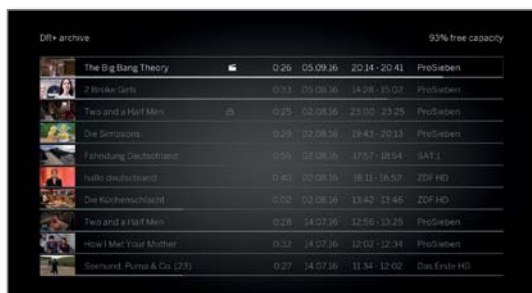 DR+ archive 93% free capacity
The Big Bang Theory 0:26 05.09.16 20:14 - 20:41 ProSieben
2 Broke Girls 0:33 05.08.16 14:28 - 15:02 ProSieben
Two and a Half Men 0:25 02.08.16 23:00 - 23:25 ProSieben
Die Simpsons 0:29 02.08.16 19:43 - 20:13 ProSieben
Fahndung Deutschland 0:56 02.08.16 17:57 - 18:54 SAT.1
hallo deutschland 0:40 02.08.16 16:11 - 16:52 ZDF HD
Die Küchenschlacht 0:02 02.08.16 13:42 - 13:46 ZDF HD
Two and a Half Men 0:28 14.07.16 12:56 - 13:25 ProSieben
How I Met Your Mother 0:32 14.07.16 12:02 - 12:34 ProSieben
Seehund, Puma & Co. (23) 0:27 14.07.16 11:34 - 12:02 Das Erste HD